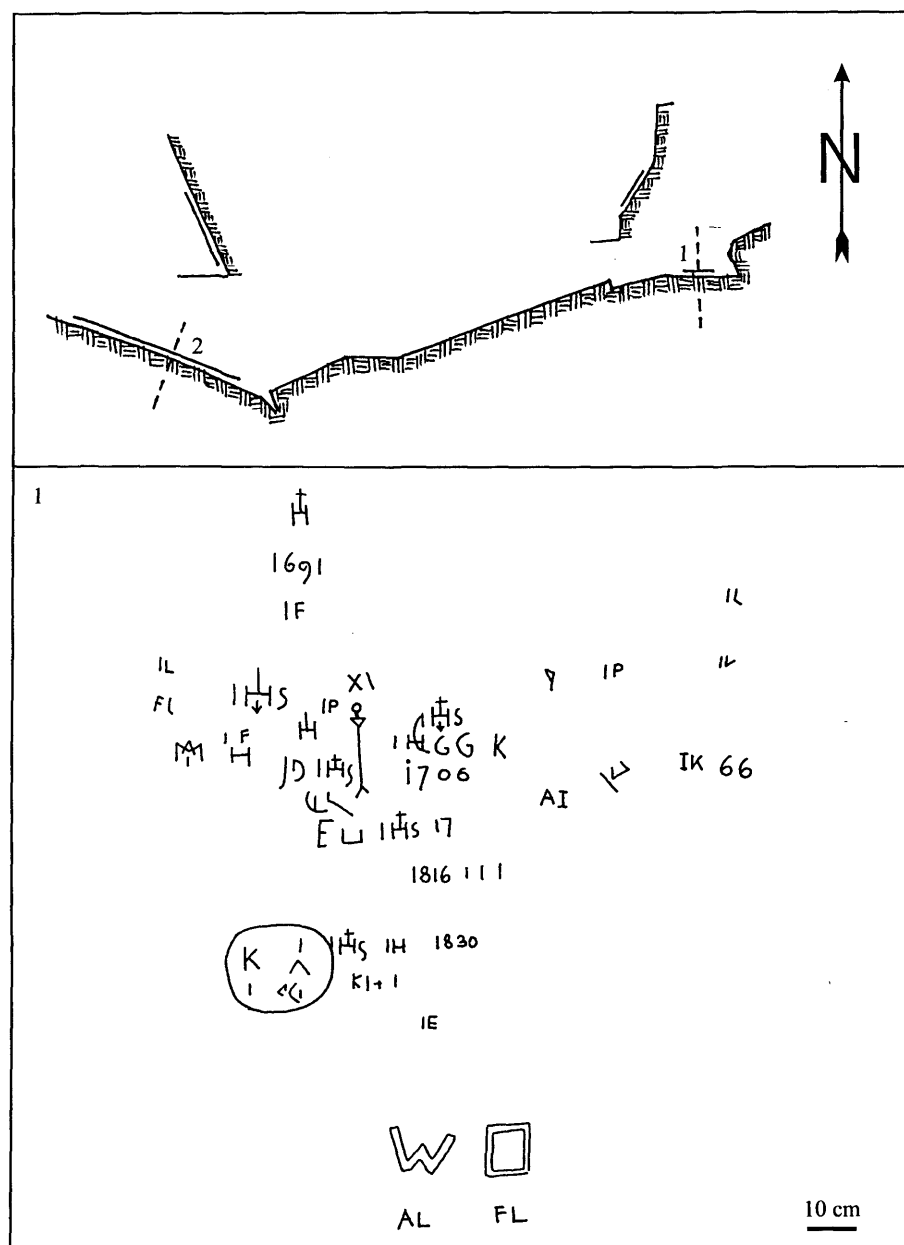 N
1
2
1
1691
IF
IL
IL
IP
IL
XI
IHS
IP
FL
IHS
IF
IHGG K
JD IHS
1706
IK 66
AI
E
IHS 17
1816 I I I
K I
IHS IH 1830
KI+I
IE
W
AL FL
10 cm